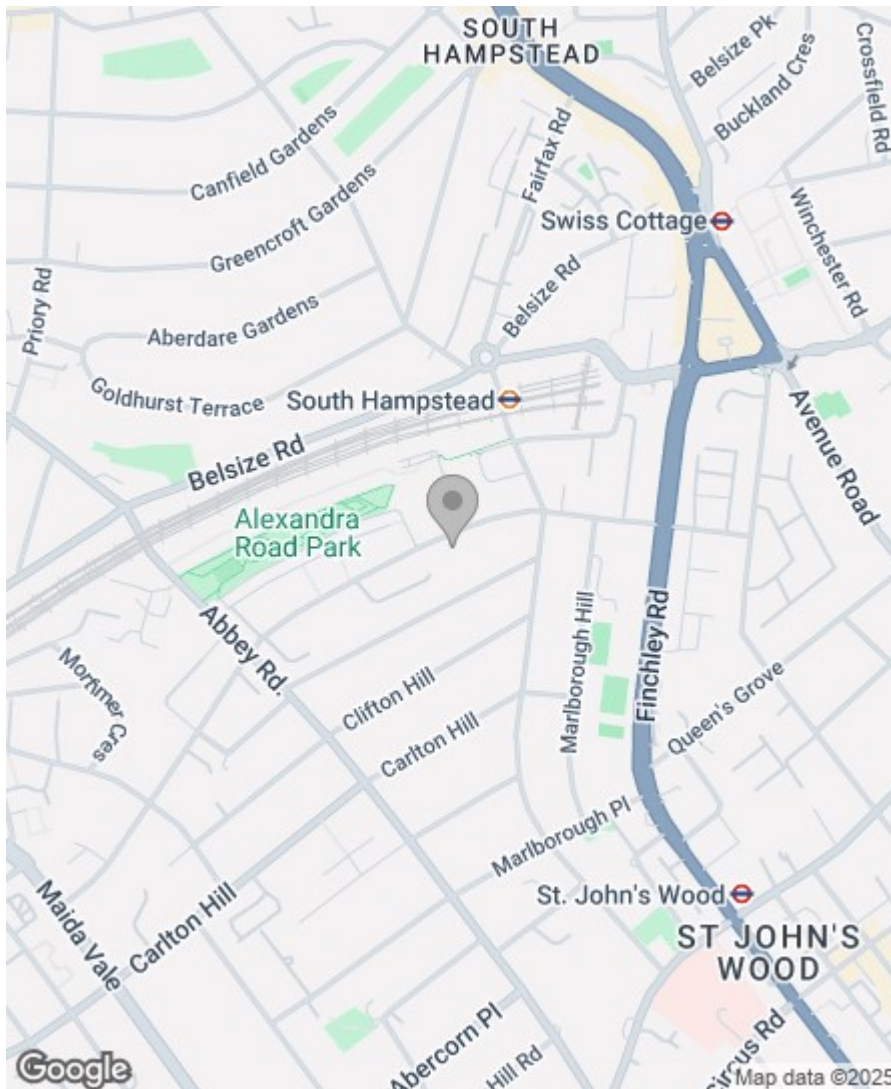 SOUTH
HAMPSTEAD
Belsize Pk
Buckland Cres
Crossfield Rd
Fairfax Rd
Canfield Gardens
Swiss Cottage
Greencroft Gardens
Winchester Rd
Belsize Rd
Priory Rd
Aberdare Gardens
Goldhurst Terrace
South Hampstead
Avenue Road
Belsize Rd
Alexandra
Road Park
Abbey Rd.
Marlborough Hill
Finchley Rd
Mortimer Cres
Clifton Hill
Queen's Grove
Carlton Hill
Marlborough Pl
St. John's Wood
Maida Vale
Carlton Hill
ST JOHN'S
WOOD
Abercorn Pl
Hill Rd
Circus Rd
Google
Map data ©2025